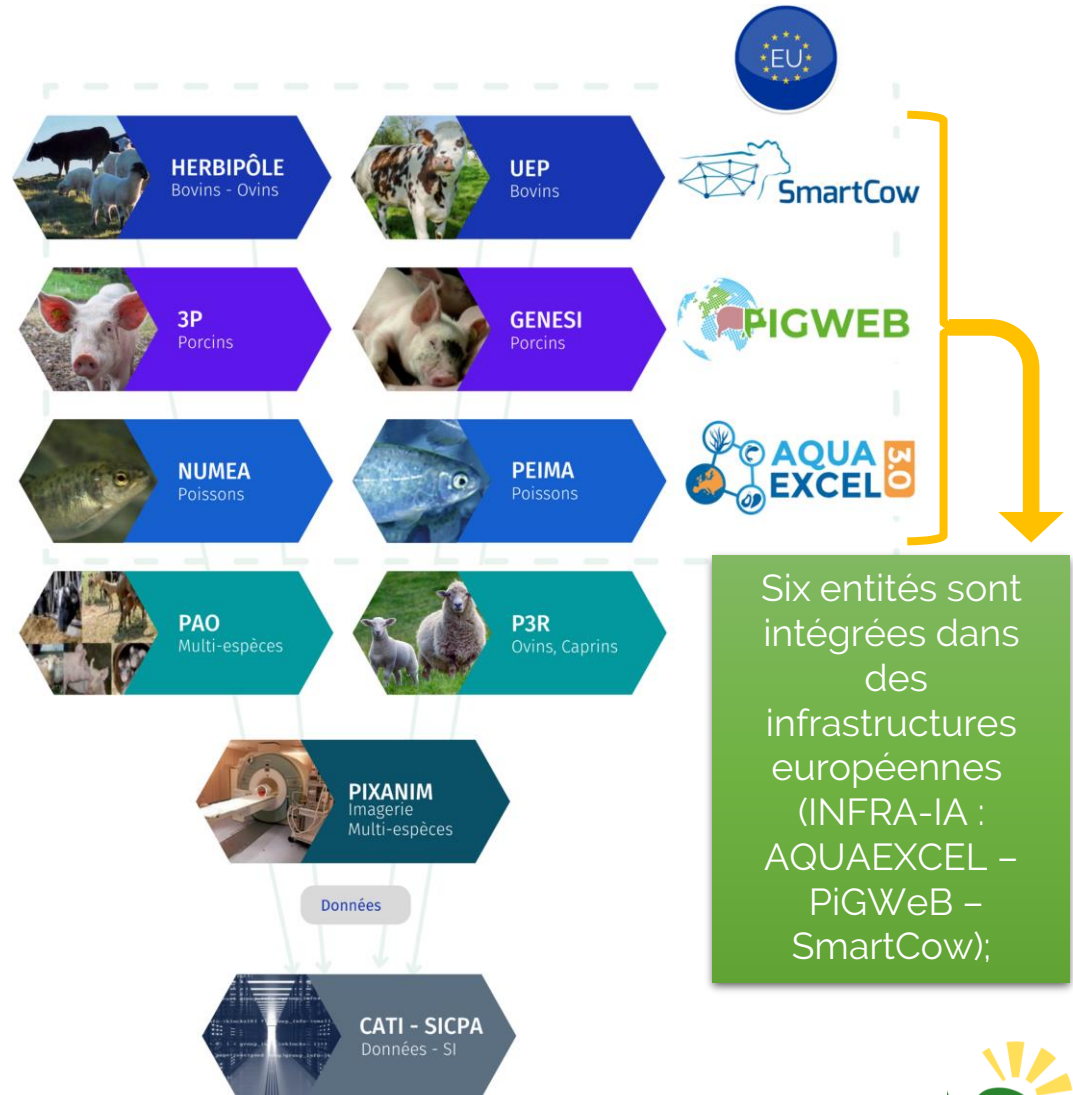 EU
HERBIPÔLE
Bovins - Ovins
UEP
Bovins
SmartCow
3P
Porcins
GENESI
Porcins
PIGWEB
NUMEA
Poissons
PEIMA
Poissons
AQUA
EXCEL
3.0
PAO
Multi-espèces
P3R
Ovins, Caprins
Six entités sont
intégrées dans
des
infrastructures
européennes
(INFRA-IA :
AQUAEXCEL –
PiGWeB –
SmartCow);
PIXANIM
Imagerie
Multi-espèces
Données
CATI - SICPA
Données - SI